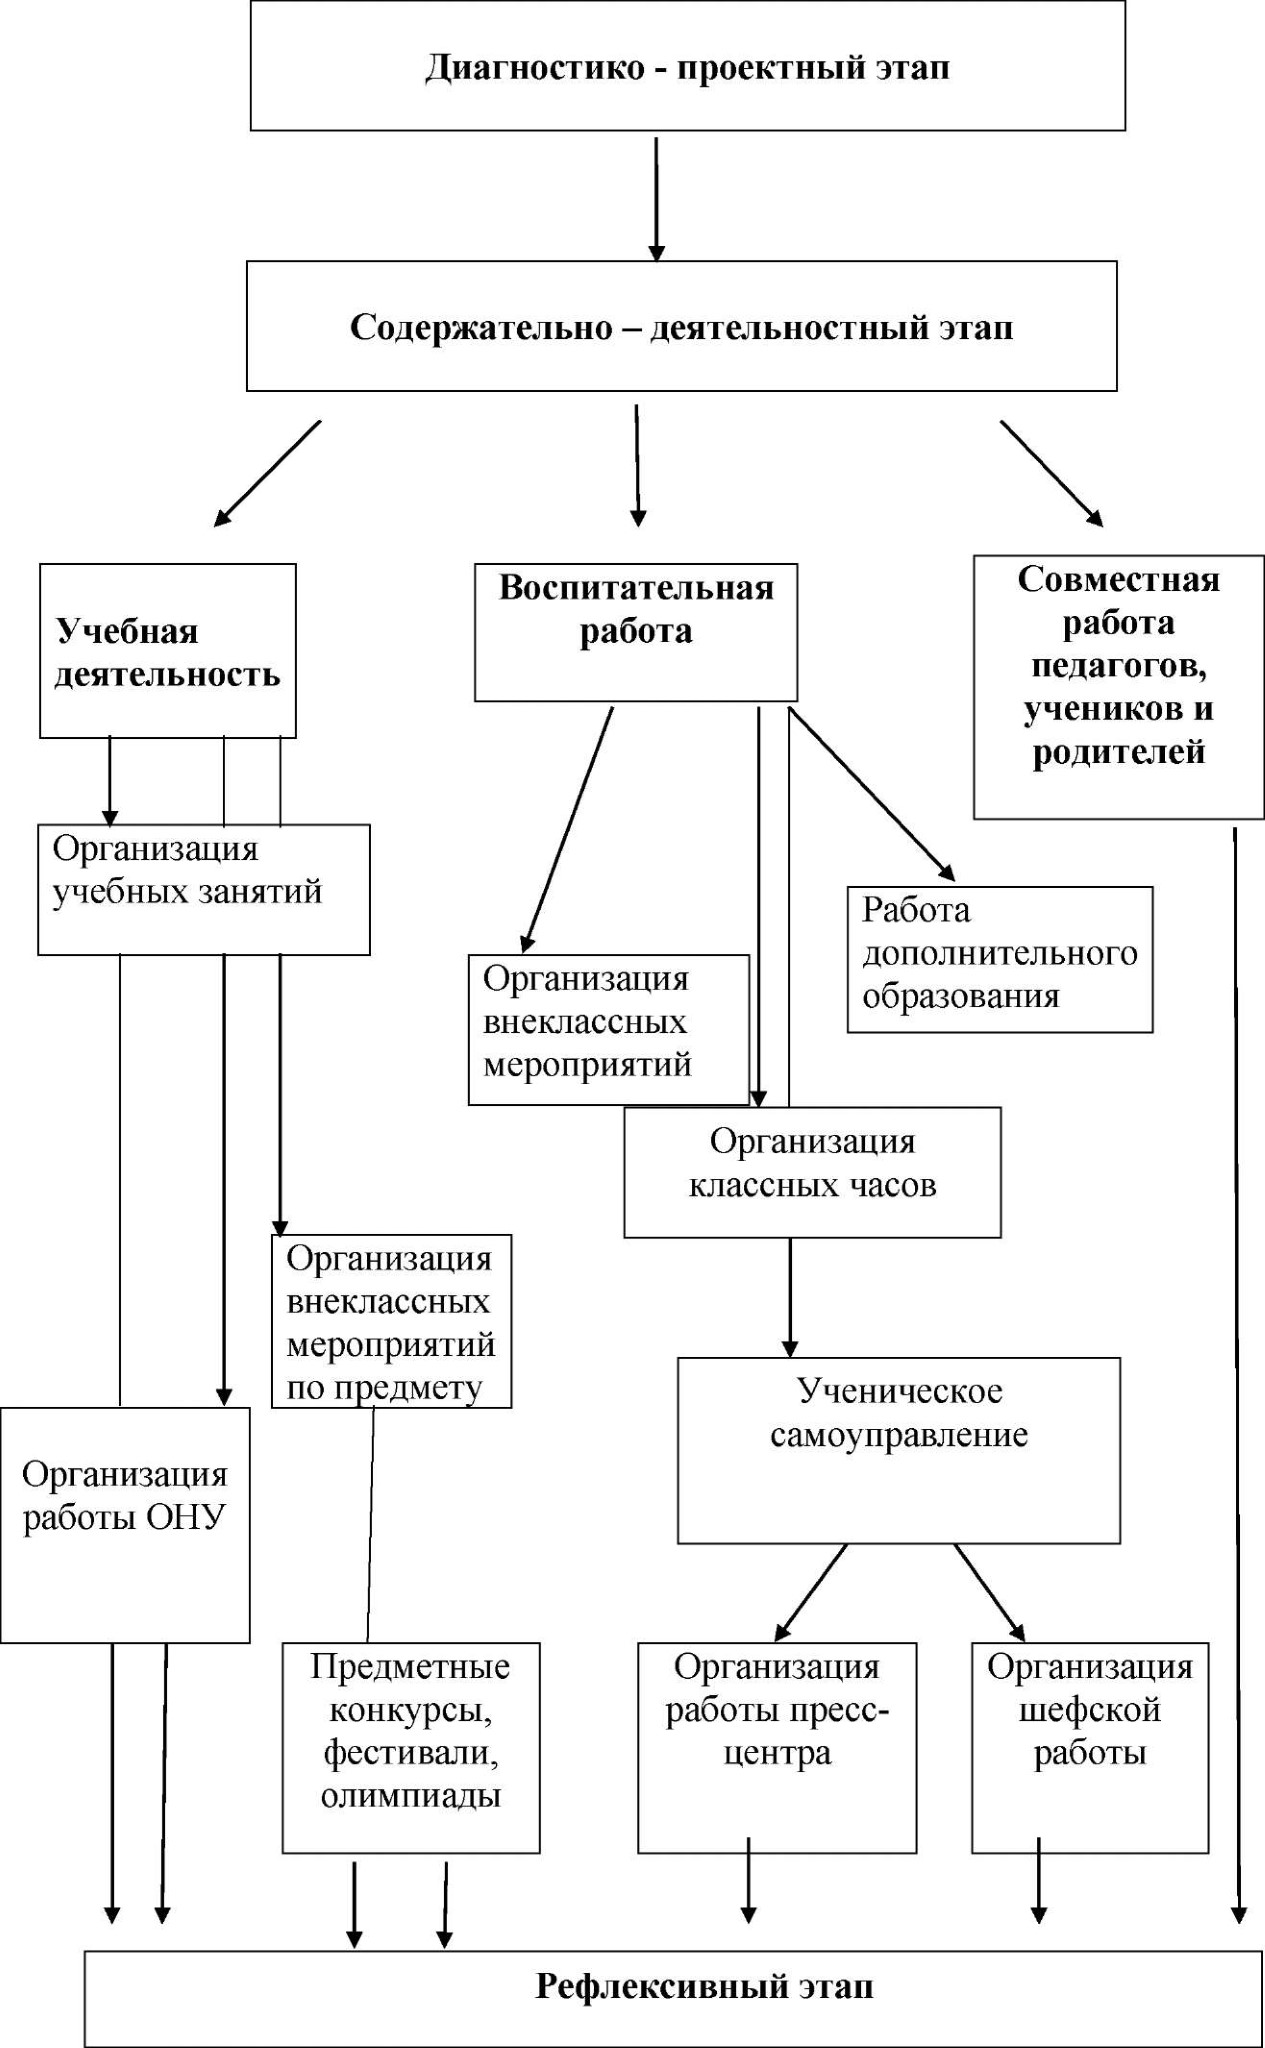 Диагностико - проектный этап
Содержательно – деятельностный этап
Учебная
деятельность
Воспитательная
работа
Совместная
работа
педагогов,
учеников и
родителей
Организация
учебных занятий
Работа
дополнительного
образования
Организация
внеклассных
мероприятий
Организация
классных часов
Организация
внеклассных
мероприятий
по предмету
Ученическое
самоуправление
Организация
работы ОНУ
Предметные
конкурсы,
фестивали,
олимпиады
Организация
работы пресс-
центра
Организация
шефской
работы
Рефлексивный этап